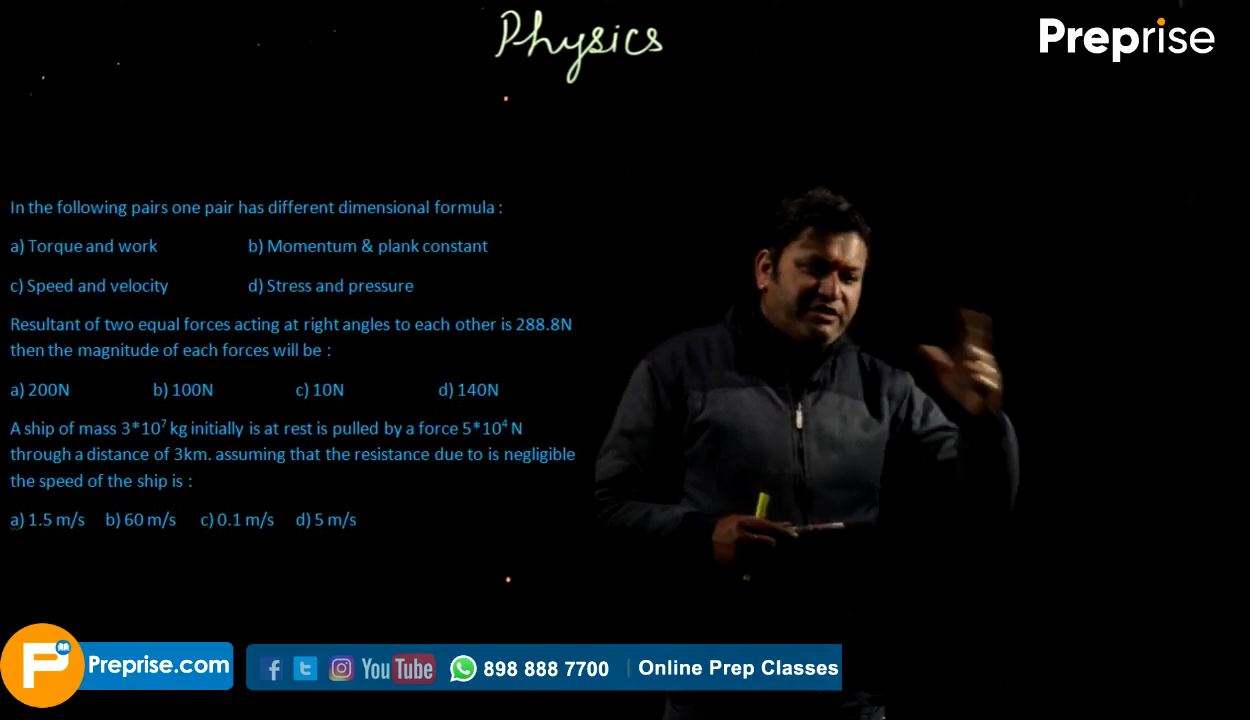 Physics
Preprise
In the following pairs one pair has different dimensional formula :
a) Torque and work b) Momentum & plank constant
c) Speed and velocity d) Stress and pressure
Resultant of two equal forces acting at right angles to each other is 288.8N
then the magnitude of each forces will be :
a) 200N b) 100N c) 10N d) 140N
A ship of mass 3*10⁷ kg initially is at rest is pulled by a force 5*10⁴ N
through a distance of 3km. assuming that the resistance due to is negligible
the speed of the ship is :
a) 1.5 m/s b) 60 m/s c) 0.1 m/s d) 5 m/s
Preprise.com YouTube 898 888 7700 | Online Prep Classes